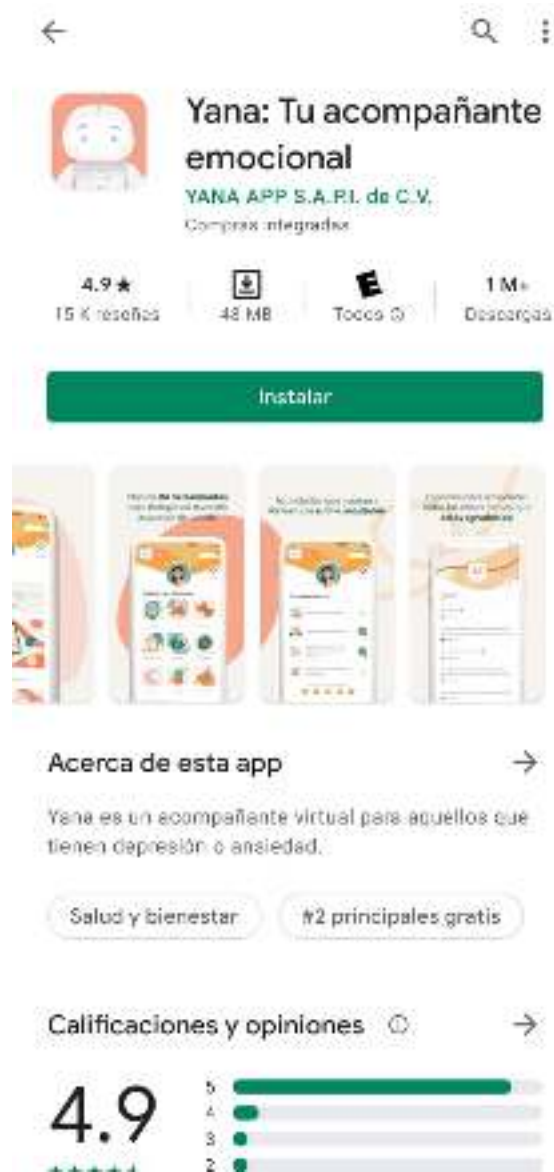 Yana: Tu acompañante
emocional
YANA APP S.A.P.I. de C.V.
Compras integradas
4.9★
15 K reseñas
48 MB
E
Todos
1 M+
Descargas
Instalar
Acerca de esta app
Yana es un acompañante virtual para aquellos que
tienen depresión o ansiedad.
Salud y bienestar
#2 principales gratis
Calificaciones y opiniones
4.9
5
4
3
2